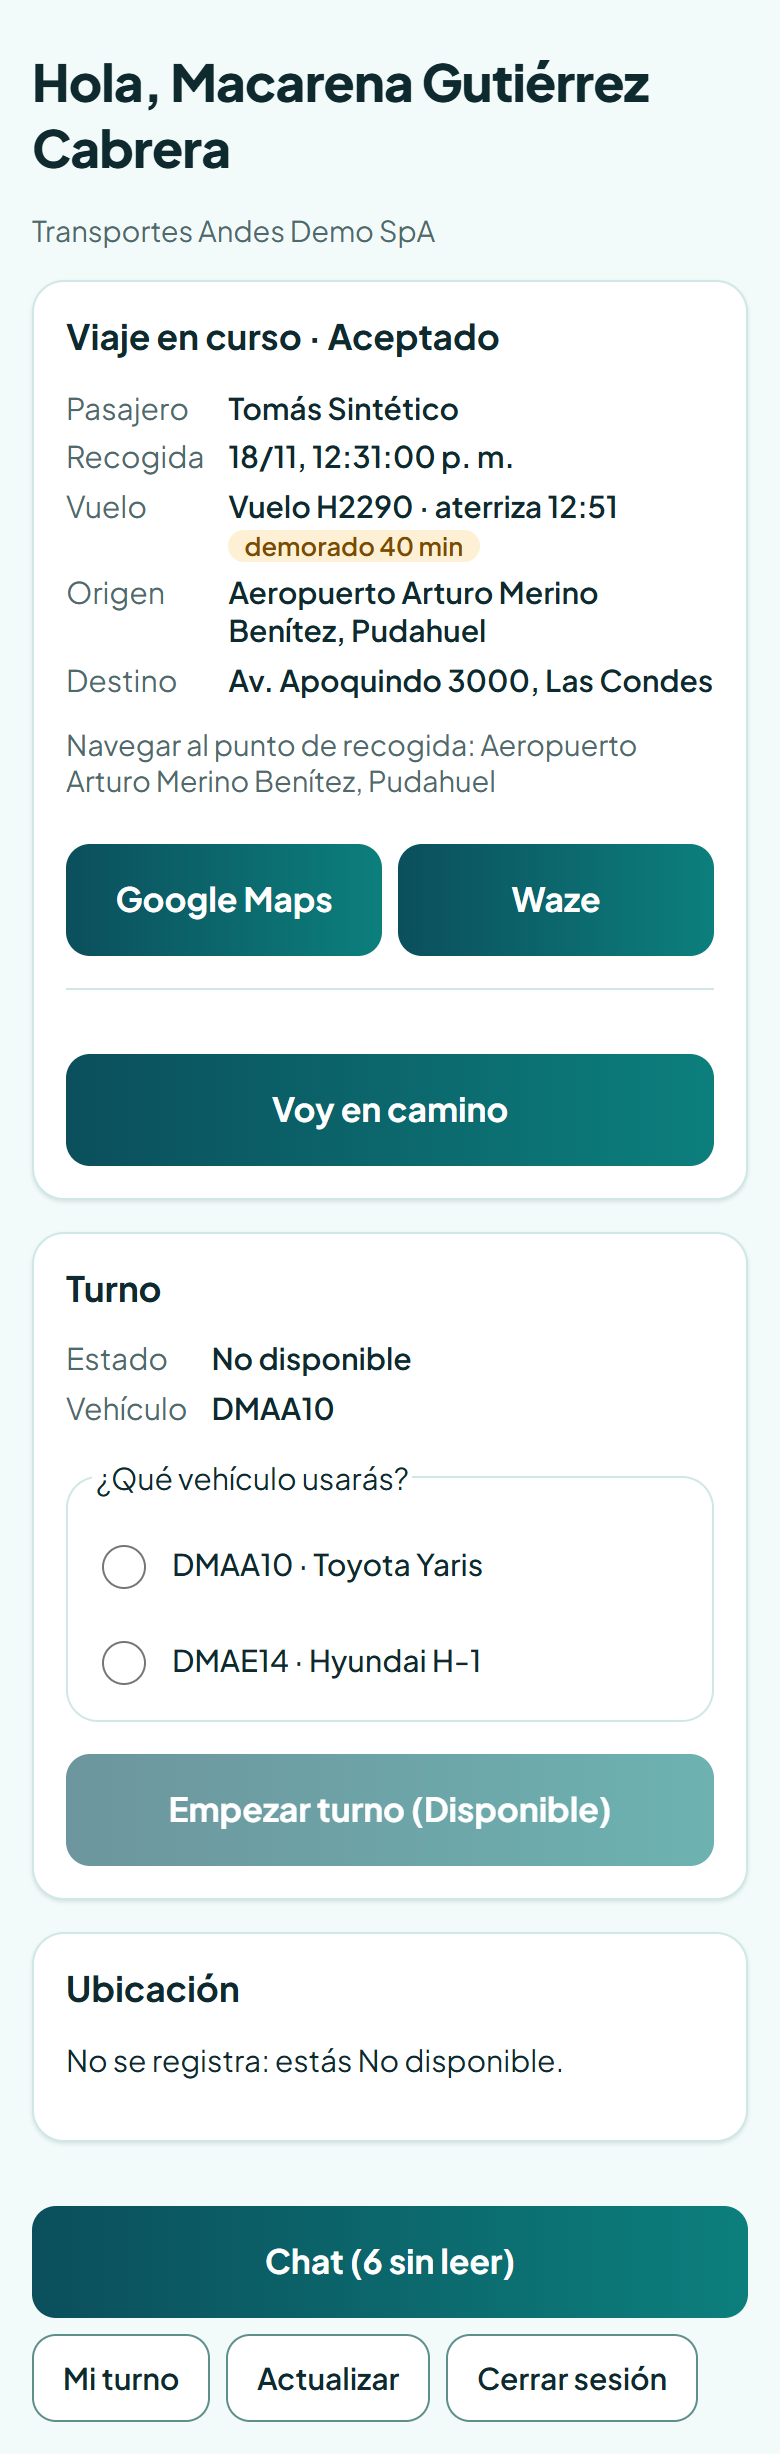 Hola, Macarena Gutiérrez
Cabrera
Transportes Andes Demo SpA
Viaje en curso · Aceptado
Pasajero Tomás Sintético
Recogida 18/11, 12:31:00 p. m.
Vuelo Vuelo H2290 · aterriza 12:51
demorado 40 min
Origen Aeropuerto Arturo Merino
Benítez, Pudahuel
Destino Av. Apoquindo 3000, Las Condes
Navegar al punto de recogida: Aeropuerto
Arturo Merino Benítez, Pudahuel
Google Maps Waze
Voy en camino
Turno
Estado No disponible
Vehículo DMAA10
¿Qué vehículo usarás?
DMAA10 · Toyota Yaris
DMAE14 · Hyundai H-1
Empezar turno (Disponible)
Ubicación
No se registra: estás No disponible.
Chat (6 sin leer)
Mi turno Actualizar Cerrar sesión